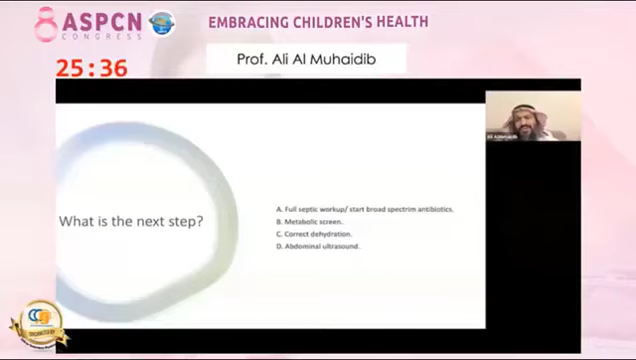 8 ASPCN
CONGRESS
EMBRACING CHILDREN'S HEALTH
Prof. Ali Al Muhaidib
25:36
What is the next step?
A. Full septic workup/ start broad spectrim antibiotics.
B. Metabolic screen.
C. Correct dehydration.
D. Abdominal ultrasound.